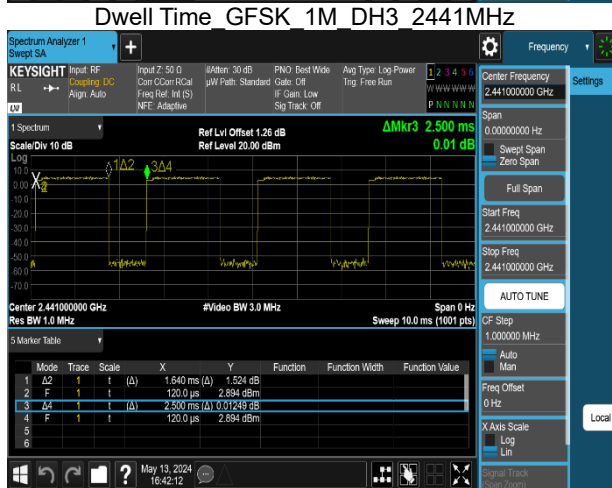 Dwell Time_GFSK_1M_DH3_2441MHz
Spectrum Analyzer 1
Swept SA
+
Frequency
KEYSIGHT Input: RF
RL
Coupling: DC
Align: Auto
Input Z: 50 Ω
Corr CCorr RCal
Freq Ref: Int (S)
NFE: Adaptive
#Atten: 30 dB
µW Path: Standard
PNO: Best Wide
Gate: Off
IF Gain: Low
Sig Track: Off
Avg Type: Log-Power
Trig: Free Run
1 2 3 4 5 6
W W W W W W
P N N N N N
Center Frequency
2.441000000 GHz
Settings
1 Spectrum
Scale/Div 10 dB
Ref Lvl Offset 1.26 dB
Ref Level 20.00 dBm
ΔMkr3 2.500 ms
0.01 dB
Log
10.0
0.00
-10.0
-20.0
-30.0
-40.0
-50.0
-60.0
-70.0
1Δ2
3Δ4
Center 2.441000000 GHz
Res BW 1.0 MHz
#Video BW 3.0 MHz
Span 0 Hz
Sweep 10.0 ms (1001 pts)
Span
0.00000000 Hz
Swept Span
Zero Span
Full Span
Start Freq
2.441000000 GHz
Stop Freq
2.441000000 GHz
AUTO TUNE
CF Step
1.000000 MHz
Auto
Man
Freq Offset
0 Hz
X Axis Scale
Log
Lin
Signal Track
(Span Zoom)
Local
5 Marker Table
Mode Trace Scale X Y Function Function Width Function Value
1 Δ2 1 t (Δ) 1.640 ms (Δ) 1.524 dB
2 F 1 t 120.0 µs 2.894 dBm
3 Δ4 1 t (Δ) 2.500 ms (Δ) 0.01249 dB
4 F 1 t 120.0 µs 2.894 dBm
5
6
?
May 13, 2024
16:42:12